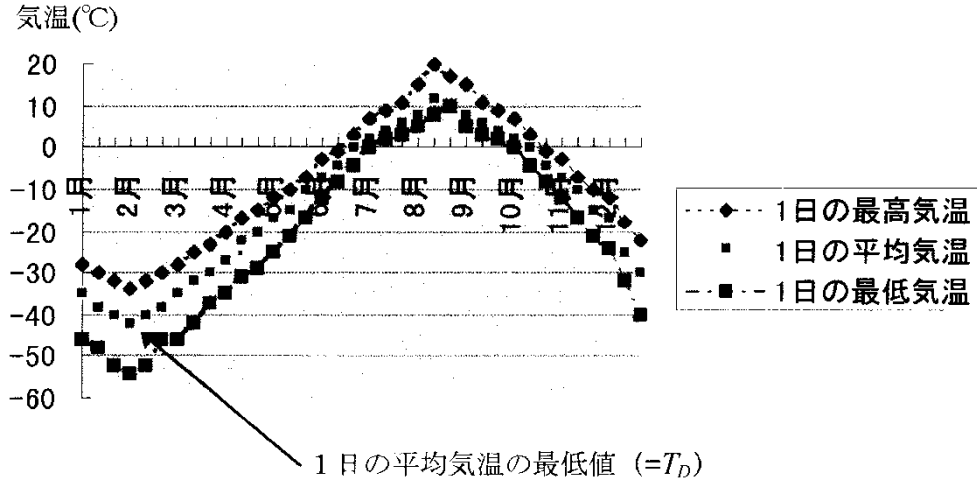 気温(℃)
20
10
0
-10
-20
-30
-40
-50
-60
1月
2月
3月
4月
5月
6月
7月
8月
9月
10月
11月
12月
1日の最高気温
1日の平均気温
1日の最低気温
1日の平均気温の最低値 (=T_D)